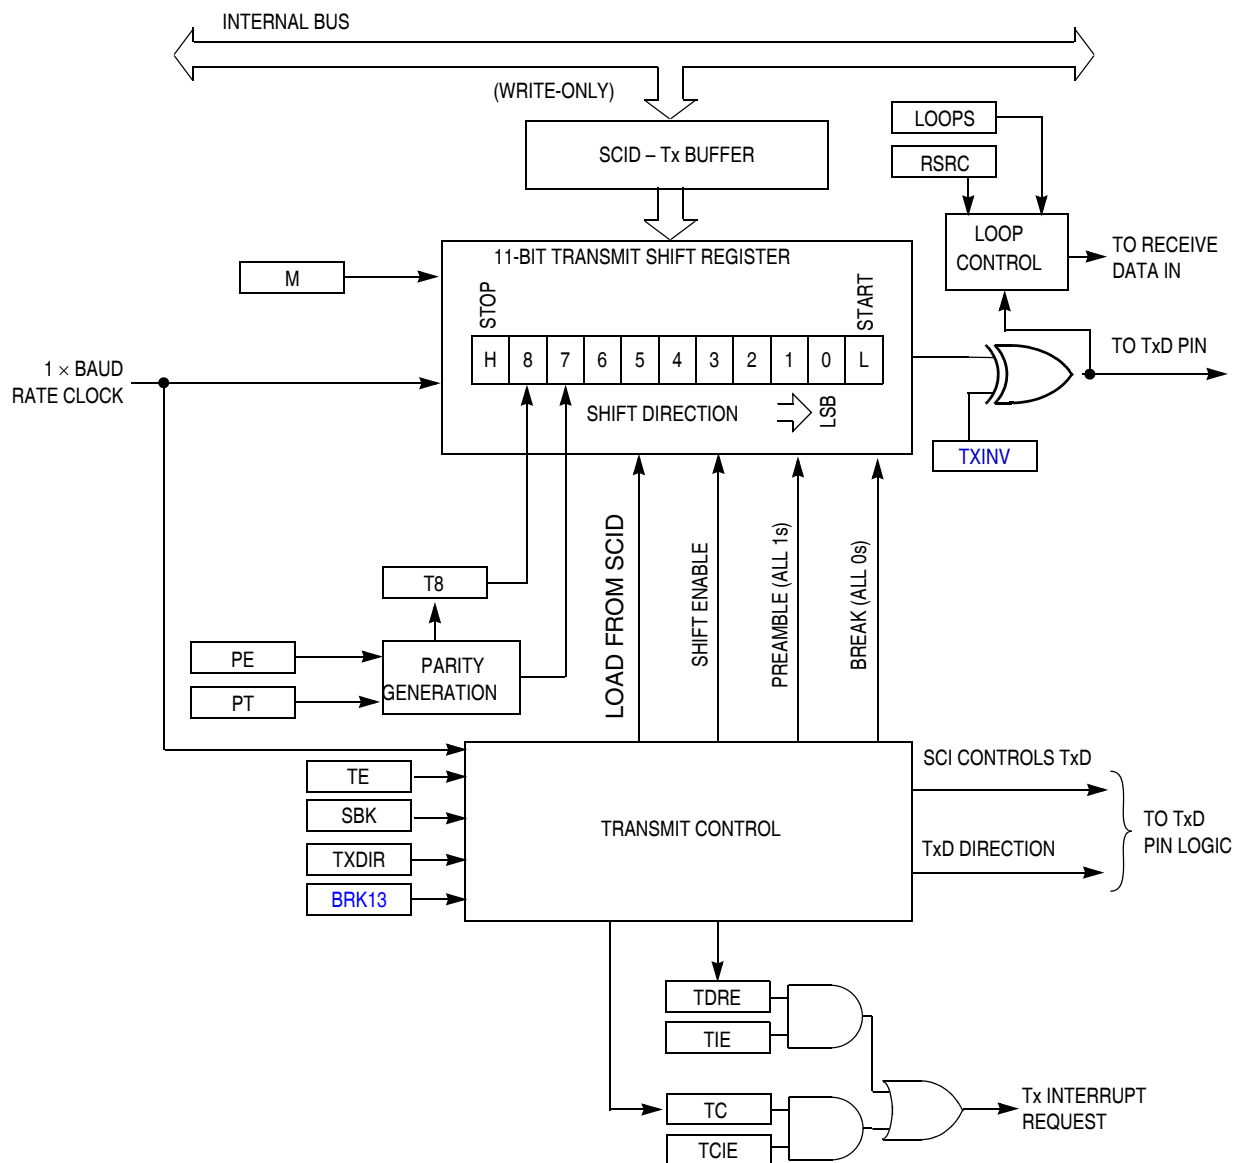 INTERNAL BUS
(WRITE-ONLY)
SCID – Tx BUFFER
LOOPS
RSRC
LOOP
CONTROL
TO RECEIVE
DATA IN
11-BIT TRANSMIT SHIFT REGISTER
M
STOP
START
H 8 7 6 5 4 3 2 1 0 L
1 × BAUD
RATE CLOCK
TO TxD PIN
SHIFT DIRECTION
LSB
TXINV
LOAD FROM SCID
SHIFT ENABLE
PREAMBLE (ALL 1s)
BREAK (ALL 0s)
T8
PE
PT
PARITY
GENERATION
TE
SBK
TXDIR
BRK13
TRANSMIT CONTROL
SCI CONTROLS TxD
TxD DIRECTION
TO TxD
PIN LOGIC
TDRE
TIE
TC
TCIE
Tx INTERRUPT
REQUEST